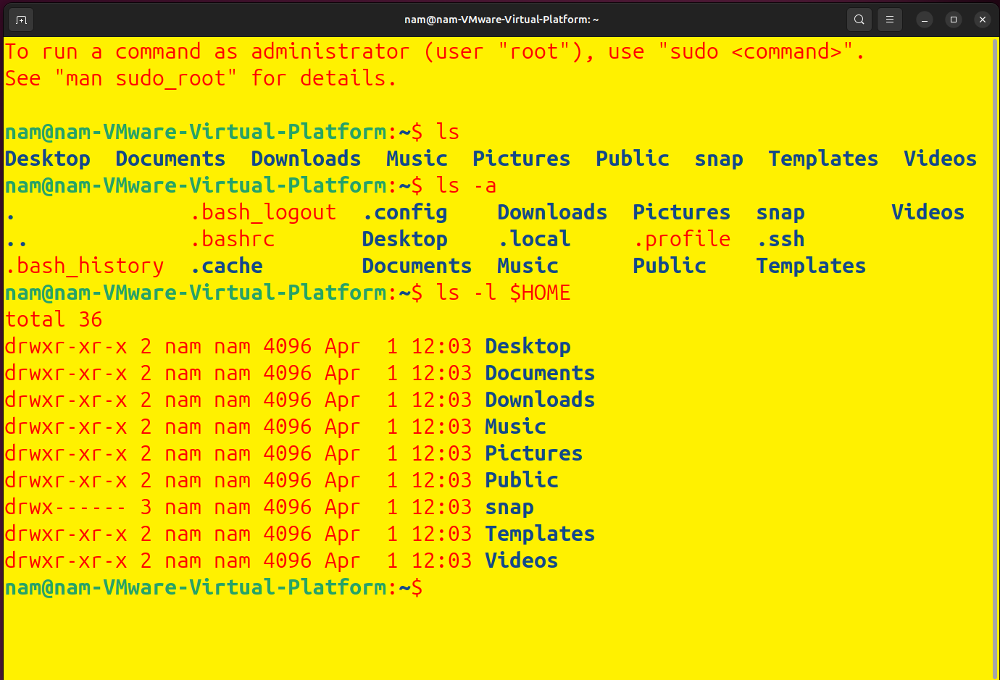 nam@nam-VMware-Virtual-Platform: ~
To run a command as administrator (user "root"), use "sudo <command>".
See "man sudo_root" for details.
nam@nam-VMware-Virtual-Platform:~$ ls
Desktop  Documents  Downloads  Music  Pictures  Public  snap  Templates  Videos
nam@nam-VMware-Virtual-Platform:~$ ls -a
.              .bash_logout  .config    Downloads  Pictures  snap       Videos
..             .bashrc       Desktop    .local     .profile  .ssh
.bash_history  .cache        Documents  Music      Public    Templates
nam@nam-VMware-Virtual-Platform:~$ ls -l $HOME
total 36
drwxr-xr-x 2 nam nam 4096 Apr  1 12:03 Desktop
drwxr-xr-x 2 nam nam 4096 Apr  1 12:03 Documents
drwxr-xr-x 2 nam nam 4096 Apr  1 12:03 Downloads
drwxr-xr-x 2 nam nam 4096 Apr  1 12:03 Music
drwxr-xr-x 2 nam nam 4096 Apr  1 12:03 Pictures
drwxr-xr-x 2 nam nam 4096 Apr  1 12:03 Public
drwx------ 3 nam nam 4096 Apr  1 12:03 snap
drwxr-xr-x 2 nam nam 4096 Apr  1 12:03 Templates
drwxr-xr-x 2 nam nam 4096 Apr  1 12:03 Videos
nam@nam-VMware-Virtual-Platform:~$